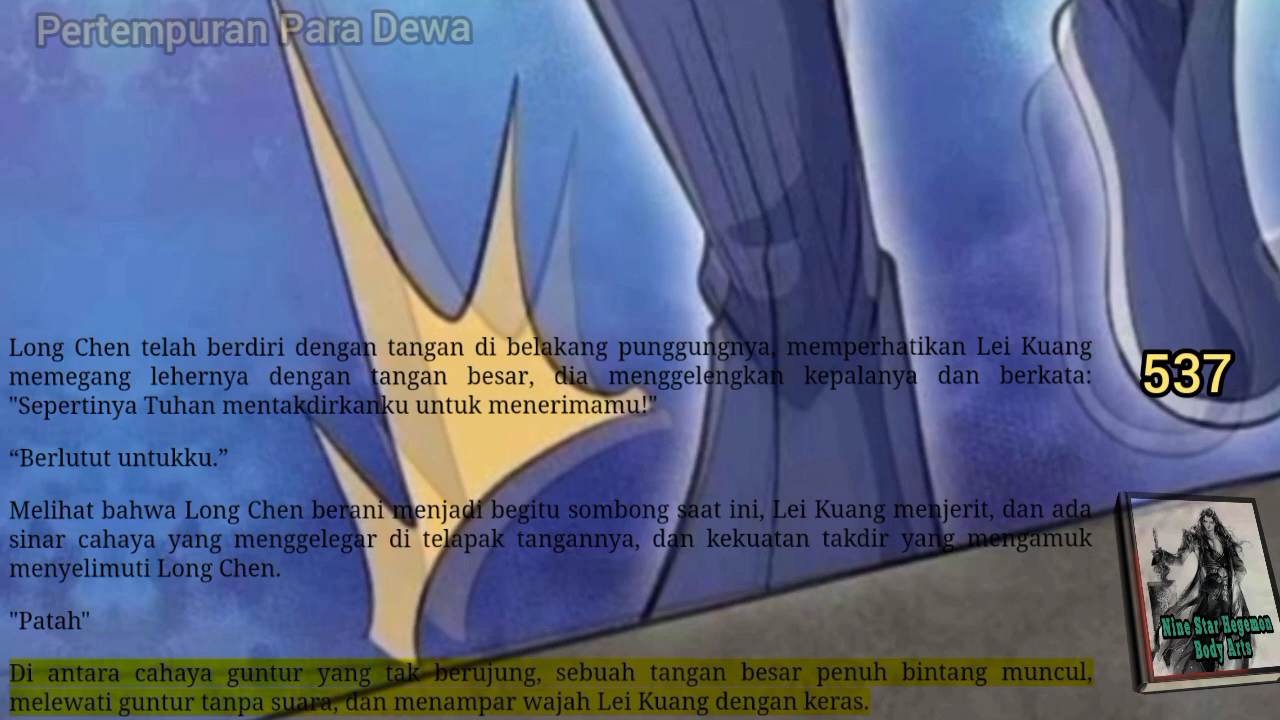 Pertempuran Para Dewa
Long Chen telah berdiri dengan tangan di belakang punggungnya, memperhatikan Lei Kuang
memegang lehernya dengan tangan besar, dia menggelengkan kepalanya dan berkata:
"Sepertinya Tuhan mentakdirkanku untuk menerimamu!"
“Berlutut untukku.”
Melihat bahwa Long Chen berani menjadi begitu sombong saat ini, Lei Kuang menjerit, dan ada
sinar cahaya yang menggelegar di telapak tangannya, dan kekuatan takdir yang mengamuk
menyelimuti Long Chen.
"Patah"
Di antara cahaya guntur yang tak berujung, sebuah tangan besar penuh bintang muncul,
melewati guntur tanpa suara, dan menampar wajah Lei Kuang dengan keras.
537
Nine Star Hegemon
Body Arts